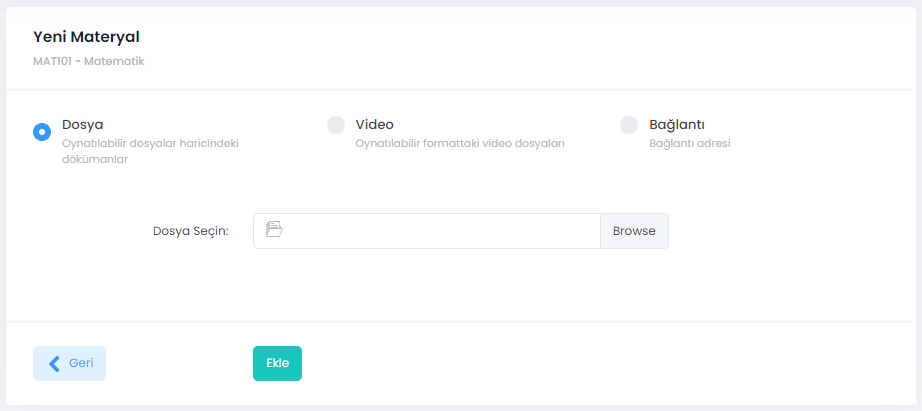 Yeni Materyal
MAT101 - Matematik
Dosya
Oynatılabilir dosyalar haricindeki
dökümanlar
Video
Oynatılabilir formattaki video dosyaları
Bağlantı
Bağlantı adresi
Dosya Seçin:
Browse
Geri
Ekle